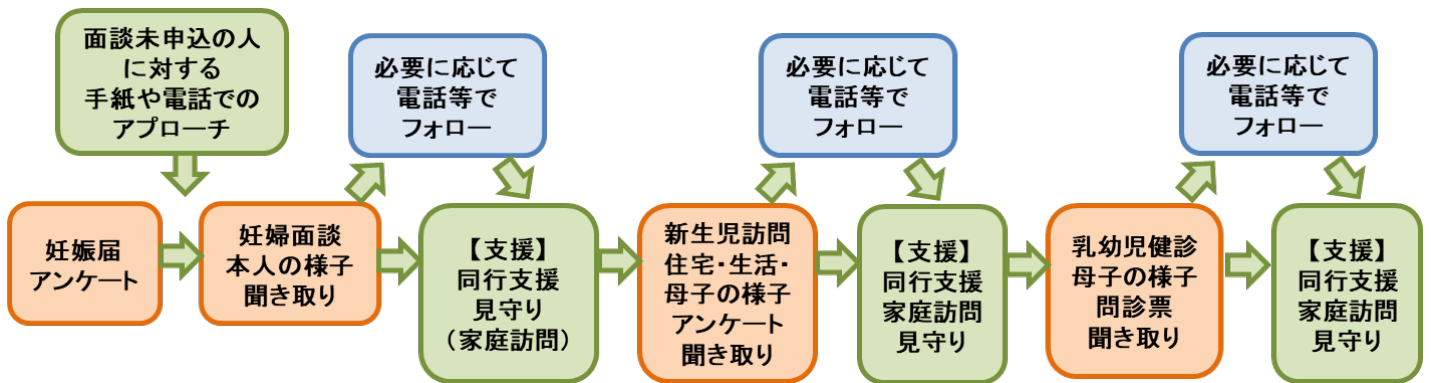 面談未申込の人
に対する
手紙や電話での
アプローチ
必要に応じて
電話等で
フォロー
必要に応じて
電話等で
フォロー
必要に応じて
電話等で
フォロー
妊娠届
アンケート
妊婦面談
本人の様子
聞き取り
【支援】
同行支援
見守り
（家庭訪問）
新生児訪問
住宅・生活・
母子の様子
アンケート
聞き取り
【支援】
同行支援
家庭訪問
見守り
乳幼児健診
母子の様子
問診票
聞き取り
【支援】
同行支援
家庭訪問
見守り